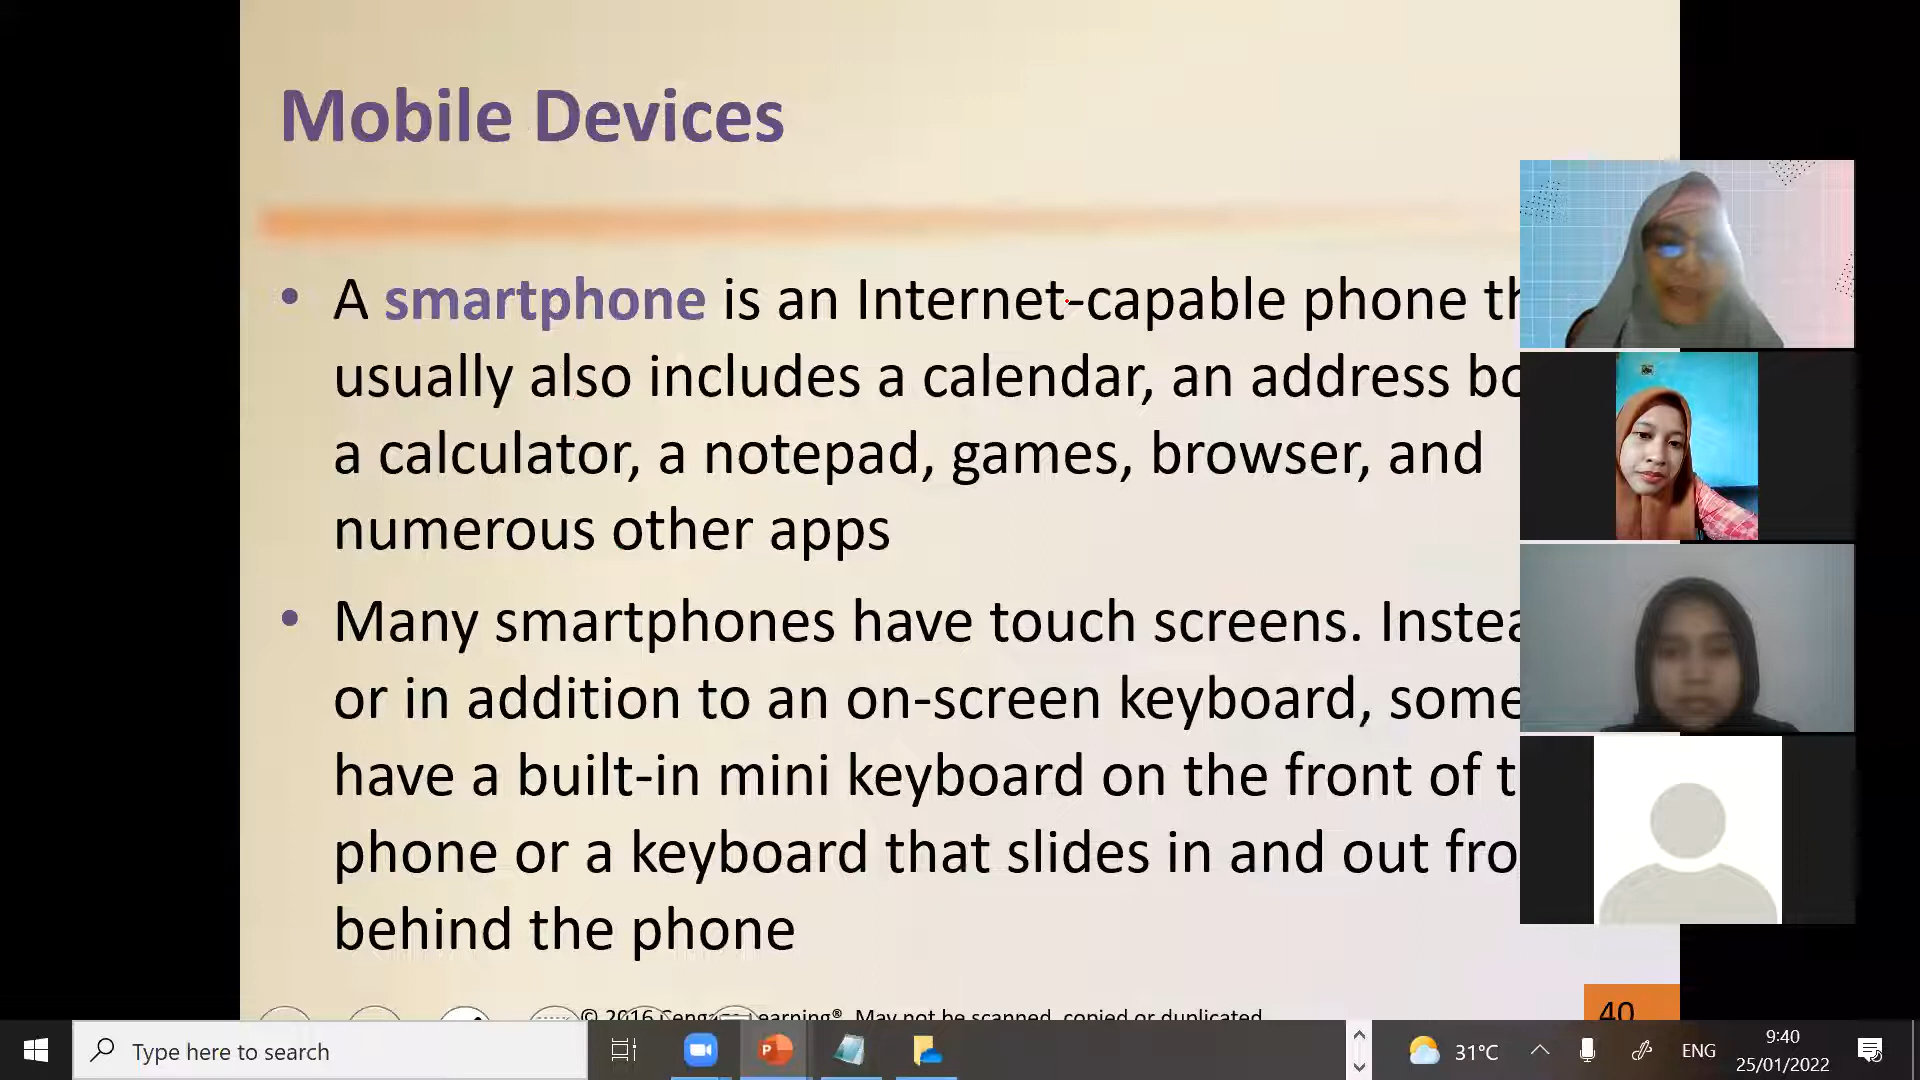 Mobile Devices
• A smartphone is an Internet-capable phone th
usually also includes a calendar, an address bo
a calculator, a notepad, games, browser, and
numerous other apps
• Many smartphones have touch screens. Instea
or in addition to an on-screen keyboard, some
have a built-in mini keyboard on the front of t
phone or a keyboard that slides in and out fro
behind the phone
© 2016 Cengage Learning®. May not be scanned, copied or duplicated
40
Type here to search
31°C
ENG
9:40
25/01/2022